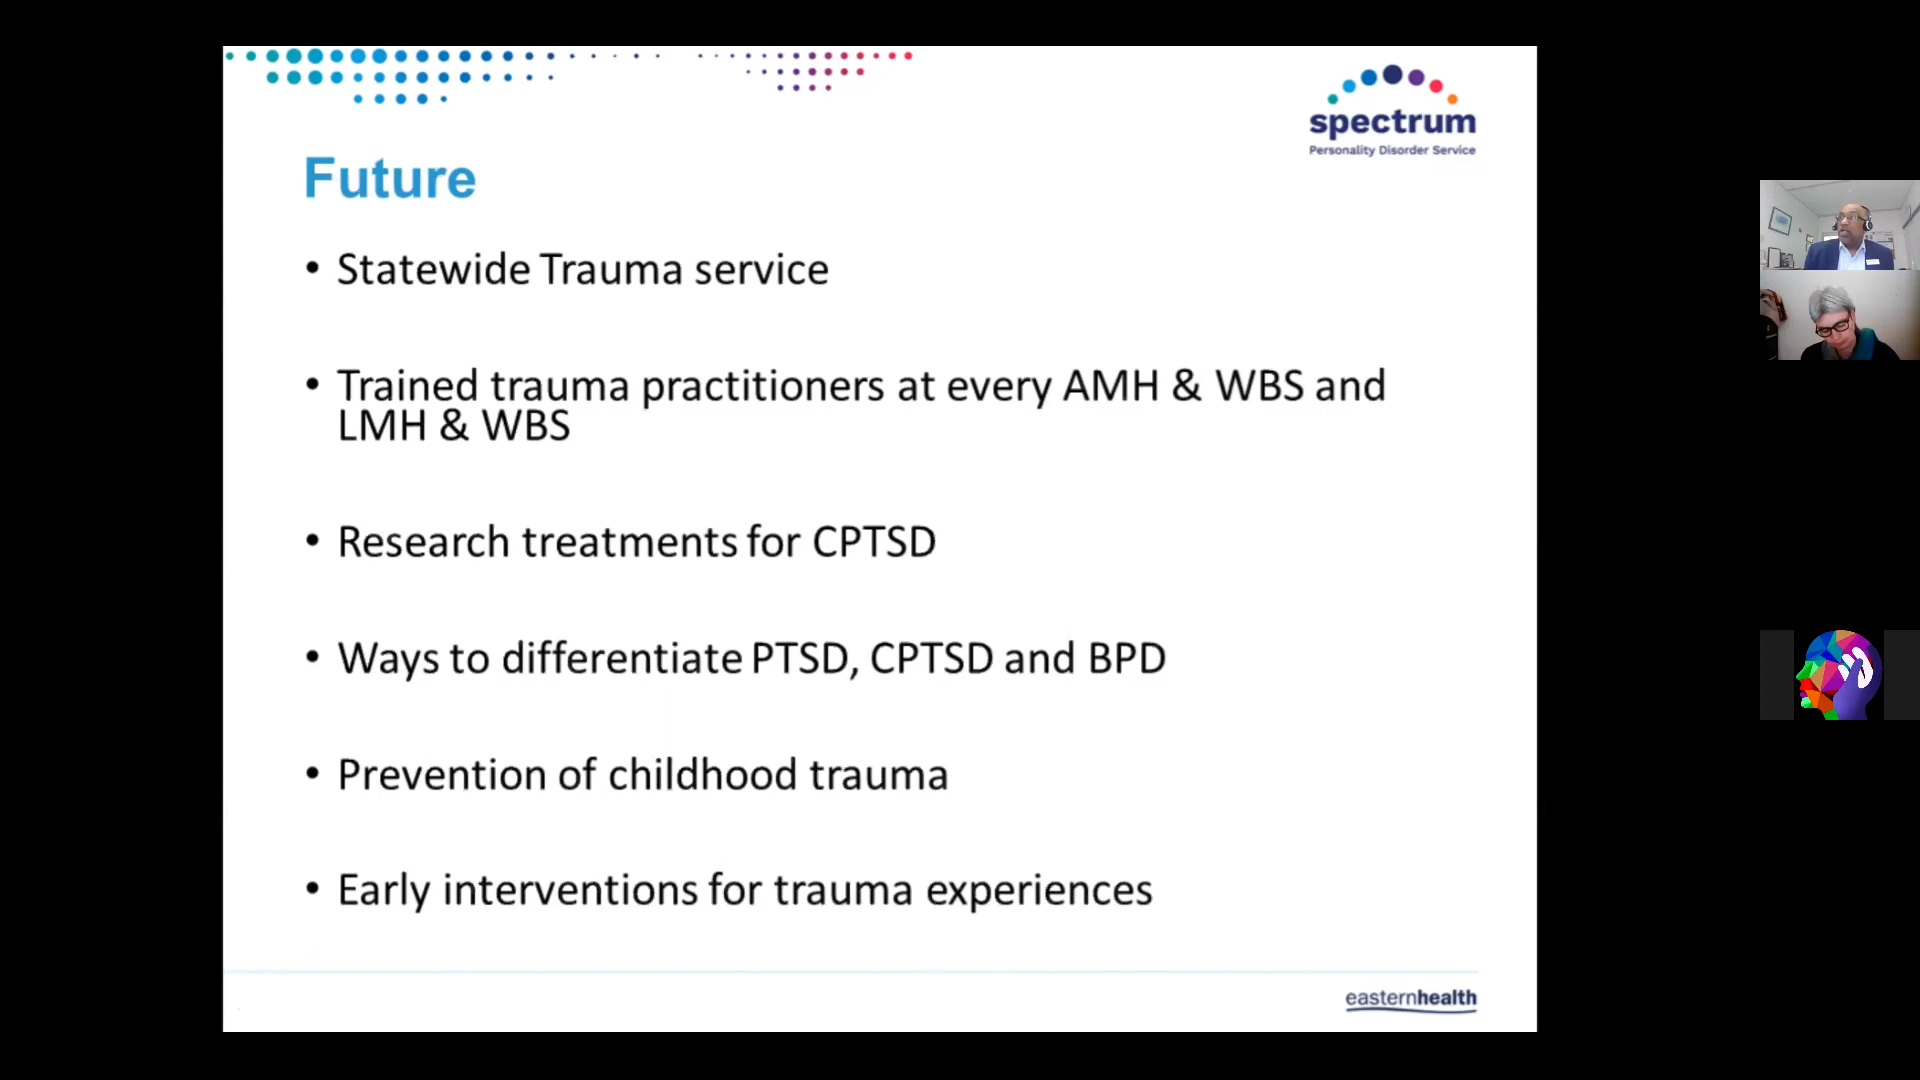 spectrum
Personality Disorder Service
Future
• Statewide Trauma service
• Trained trauma practitioners at every AMH & WBS and
LMH & WBS
• Research treatments for CPTSD
• Ways to differentiate PTSD, CPTSD and BPD
• Prevention of childhood trauma
• Early interventions for trauma experiences
easternhealth